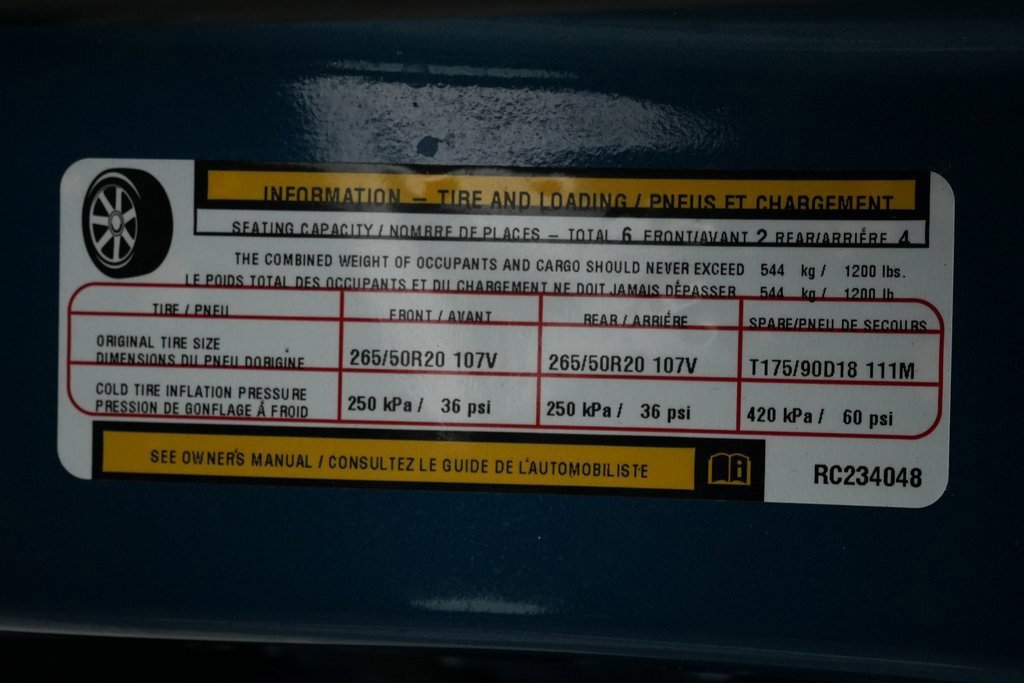 INFORMATION – TIRE AND LOADING / PNEUS ET CHARGEMENT
SEATING CAPACITY / NOMBRE DE PLACES – TOTAL 6 FRONT/AVANT 2 REAR/ARRIÉRE 4
THE COMBINED WEIGHT OF OCCUPANTS AND CARGO SHOULD NEVER EXCEED 544 kg / 1200 lbs.
LE POIDS TOTAL DES OCCUPANTS ET DU CHARGEMENT NE DOIT JAMAIS DÉPASSER 544 kg / 1200 lb.
TIRE / PNEU FRONT / AVANT REAR / ARRIÉRE SPARE/PNEU DE SECOURS
ORIGINAL TIRE SIZE
DIMENSIONS DU PNEU D'ORIGINE 265/50R20 107V 265/50R20 107V T175/90D18 111M
COLD TIRE INFLATION PRESSURE
PRESSION DE GONFLAGE Á FROID 250 kPa / 36 psi 250 kPa / 36 psi 420 kPa / 60 psi
SEE OWNER'S MANUAL / CONSULTEZ LE GUIDE DE L'AUTOMOBILISTE
RC234048